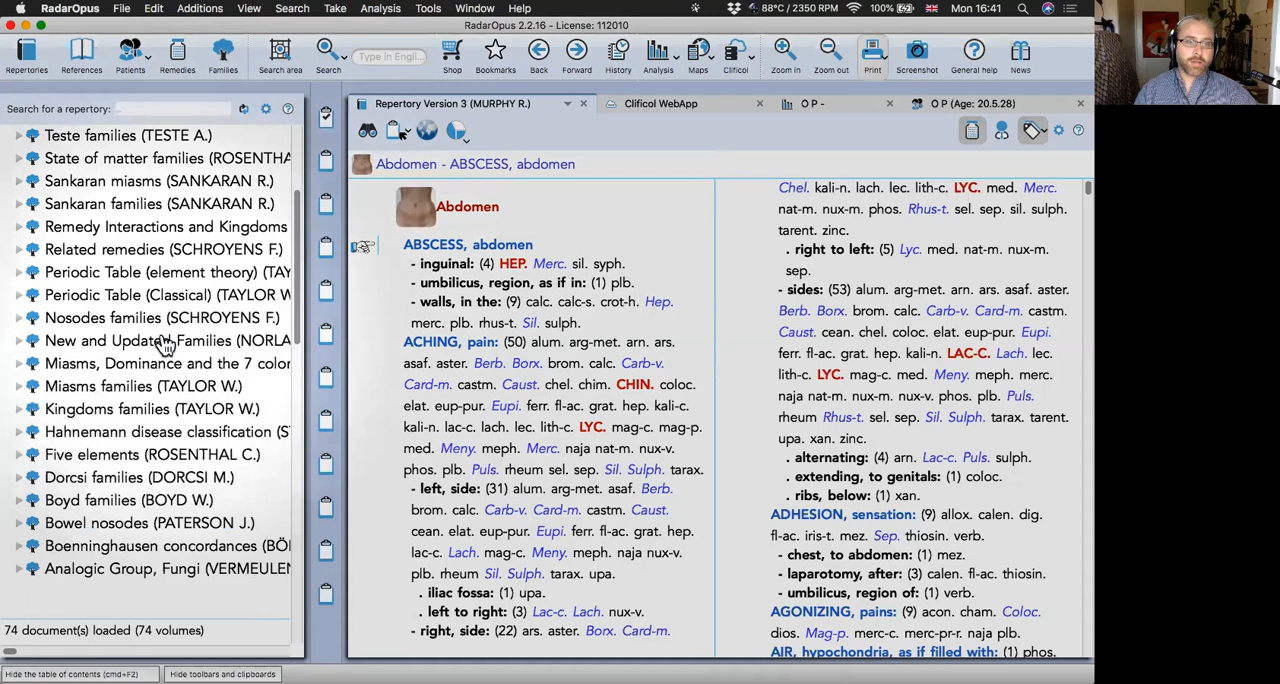 RadarOpus File Edit Additions View Search Take Analysis Tools Window Help 88°C / 2350 RPM 100% Mon 16:41
RadarOpus 2.2.16 - License: 112010
Type in Engli...
Repertories References Patients Remedies Families Search area Search Shop Bookmarks Back Forward History Analysis Maps Clificol Zoom in Zoom out Print Screenshot General help News
Search for a repertory:
Teste families (TESTE A.)
State of matter families (ROSENTHA
Sankaran miasms (SANKARAN R.)
Sankaran families (SANKARAN R.)
Remedy Interactions and Kingdoms
Related remedies (SCHROYENS F.)
Periodic Table (element theory) (TAY
Periodic Table (Classical) (TAYLOR W
Nosodes families (SCHROYENS F.)
New and Updated Families (NORLA
Miasms, Dominance and the 7 color
Miasms families (TAYLOR W.)
Kingdoms families (TAYLOR W.)
Hahnemann disease classification (S
Five elements (ROSENTHAL C.)
Dorcsi families (DORCSI M.)
Boyd families (BOYD W.)
Bowel nosodes (PATERSON J.)
Boenninghausen concordances (BÖ
Analogic Group, Fungi (VERMEULEN
74 document(s) loaded (74 volumes)
Hide the table of contents (cmd+F2) Hide toolbars and clipboards
Repertory Version 3 (MURPHY R.) Clificol WebApp O P - O P (Age: 20.5.28)
Abdomen - ABSCESS, abdomen
Abdomen
ABSCESS, abdomen
- inguinal: (4) HEP. Merc. sil. syph.
- umbilicus, region, as if in: (1) plb.
- walls, in the: (9) calc. calc-s. crot-h. Hep.
merc. plb. rhus-t. Sil. sulph.
ACHING, pain: (50) alum. arg-met. arn. ars.
asaf. aster. Berb. Borx. brom. calc. Carb-v.
Card-m. castm. Caust. chel. chim. CHIN. coloc.
elat. eup-pur. Eupi. ferr. fl-ac. grat. hep. kali-c.
kali-n. lac-c. lach. lec. lith-c. LYC. mag-c. mag-p.
med. Meny. meph. Merc. naja nat-m. nux-v.
phos. plb. Puls. rheum sel. sep. Sil. Sulph. tarax.
- left, side: (31) alum. arg-met. asaf. Berb.
brom. calc. Carb-v. Card-m. castm. Caust.
cean. elat. eup-pur. Eupi. ferr. fl-ac. grat. hep.
lac-c. Lach. mag-c. Meny. meph. naja nux-v.
plb. rheum Sil. Sulph. tarax. upa.
. iliac fossa: (1) upa.
. left to right: (3) Lac-c. Lach. nux-v.
- right, side: (22) ars. aster. Borx. Card-m.
Chel. kali-n. lach. lec. lith-c. LYC. med. Merc.
nat-m. nux-m. phos. Rhus-t. sel. sep. sil. sulph.
tarent. zinc.
. right to left: (5) Lyc. med. nat-m. nux-m.
sep.
- sides: (53) alum. arg-met. arn. ars. asaf. aster.
Berb. Borx. brom. calc. Carb-v. Card-m. castm.
Caust. cean. chel. coloc. elat. eup-pur. Eupi.
ferr. fl-ac. grat. hep. kali-n. LAC-C. Lach. lec.
lith-c. LYC. mag-c. med. Meny. meph. merc.
naja nat-m. nux-m. nux-v. phos. plb. Puls.
rheum Rhus-t. sel. sep. Sil. Sulph. tarax. tarent.
upa. xan. zinc.
. alternating: (4) arn. Lac-c. Puls. sulph.
. extending, to genitals: (1) coloc.
. ribs, below: (1) xan.
ADHESION, sensation: (9) allox. calen. dig.
fl-ac. iris-t. mez. Sep. thiosin. verb.
- chest, to abdomen: (1) mez.
- laparotomy, after: (3) calen. fl-ac. thiosin.
- umbilicus, region of: (1) verb.
AGONIZING, pains: (9) acon. cham. Coloc.
dios. Mag-p. merc-c. merc-pr-r. naja plb.
AIR, hypochondria, as if filled with: (1) phos.